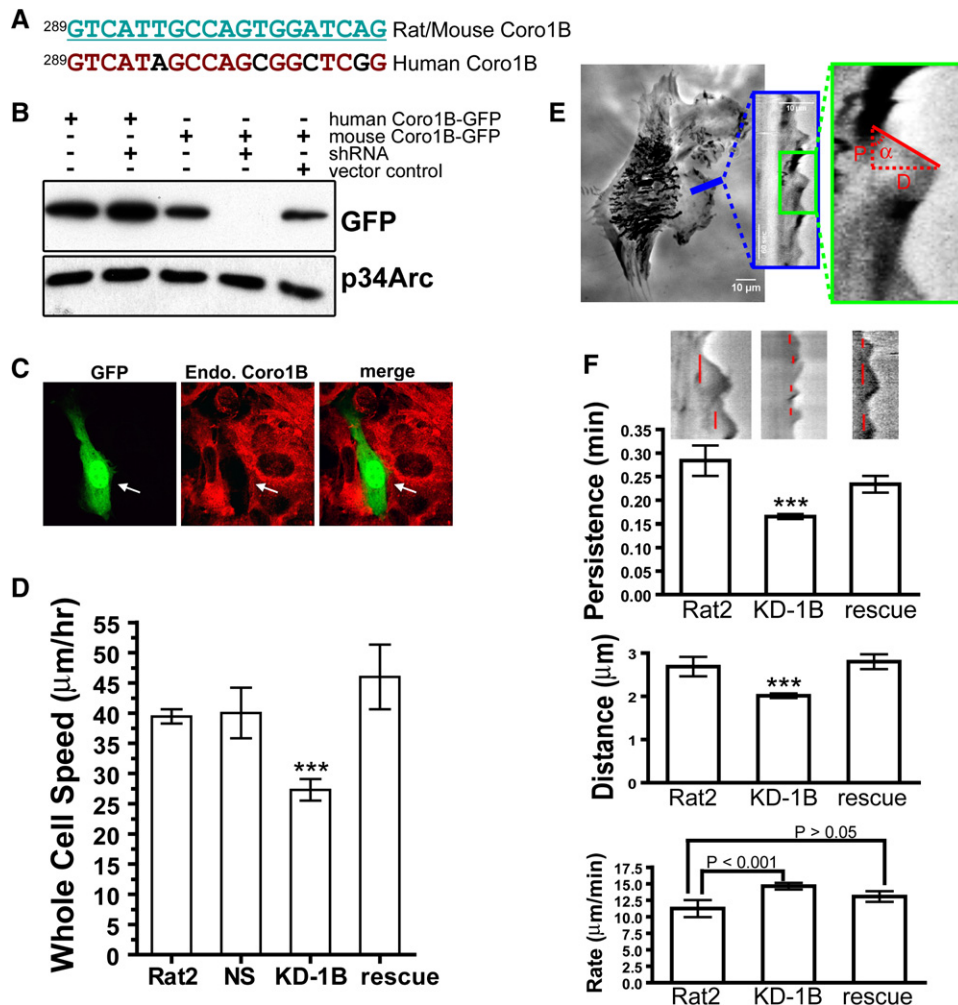 A
289GTCATTGCCAGTGGATCAG Rat/Mouse Coro1B
289GTCATAGCCAGCGGCTCGG Human Coro1B
B
+ + - - - human Coro1B-GFP
- - + + + mouse Coro1B-GFP
- + - + - shRNA
- - - - + vector control
GFP
p34Arc
C
GFP Endo. Coro1B merge
D
Whole Cell Speed (μm/hr)
55
50
45
40
35
30
25
20
15
10
5
0
***
Rat2 NS KD-1B rescue
E
10 μm
10 μm
P
α
D
F
Persistence (min)
0.35
0.30
0.25
0.20
0.15
0.10
0.05
0.00
***
Rat2 KD-1B rescue
Distance (μm)
3
2
1
0
***
Rat2 KD-1B rescue
Rate (μm/min)
17.5
15.0
12.5
10.0
7.5
5.0
2.5
0.0
P > 0.05
P < 0.001
Rat2 KD-1B rescue